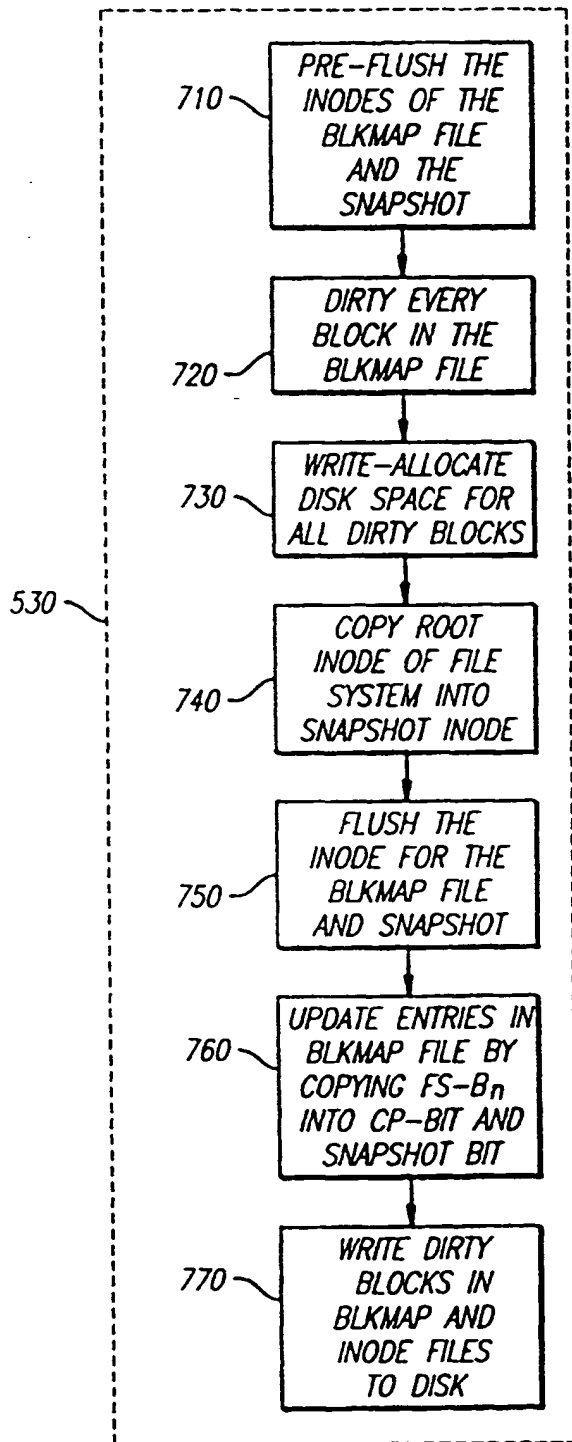 710
PRE-FLUSH THE
INODES OF THE
BLKMAP FILE
AND THE
SNAPSHOT
720
DIRTY EVERY
BLOCK IN THE
BLKMAP FILE
730
WRITE-ALLOCATE
DISK SPACE FOR
ALL DIRTY BLOCKS
530
740
COPY ROOT
INODE OF FILE
SYSTEM INTO
SNAPSHOT INODE
750
FLUSH THE
INODE FOR THE
BLKMAP FILE
AND SNAPSHOT
760
UPDATE ENTRIES IN
BLKMAP FILE BY
COPYING FS-Bn
INTO CP-BIT AND
SNAPSHOT BIT
770
WRITE DIRTY
BLOCKS IN
BLKMAP AND
INODE FILES
TO DISK